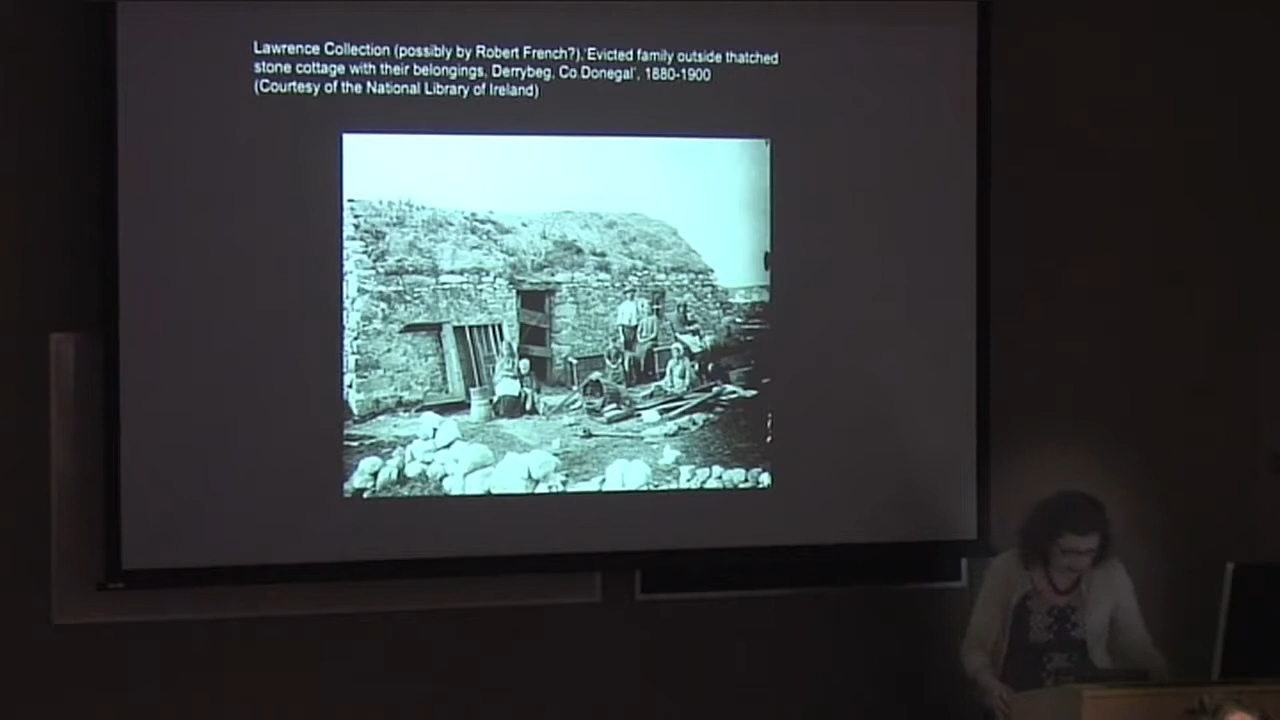 Lawrence Collection (possibly by Robert French?),'Evicted family outside thatched
stone cottage with their belongings, Derrybeg, Co.Donegal', 1880-1900
(Courtesy of the National Library of Ireland)